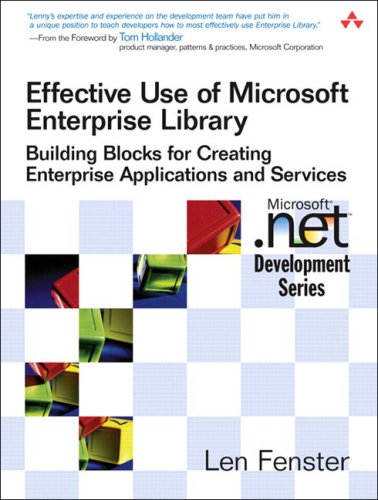 "Lenny's expertise and experience on the development team have put him in
a unique position to teach developers how to most effectively use Enterprise Library."
—From the Foreword by Tom Hollander
product manager, patterns & practices, Microsoft Corporation
Effective Use of Microsoft
Enterprise Library
Building Blocks for Creating
Enterprise Applications and Services
Microsoft®
.net™
Development
Series
Len Fenster